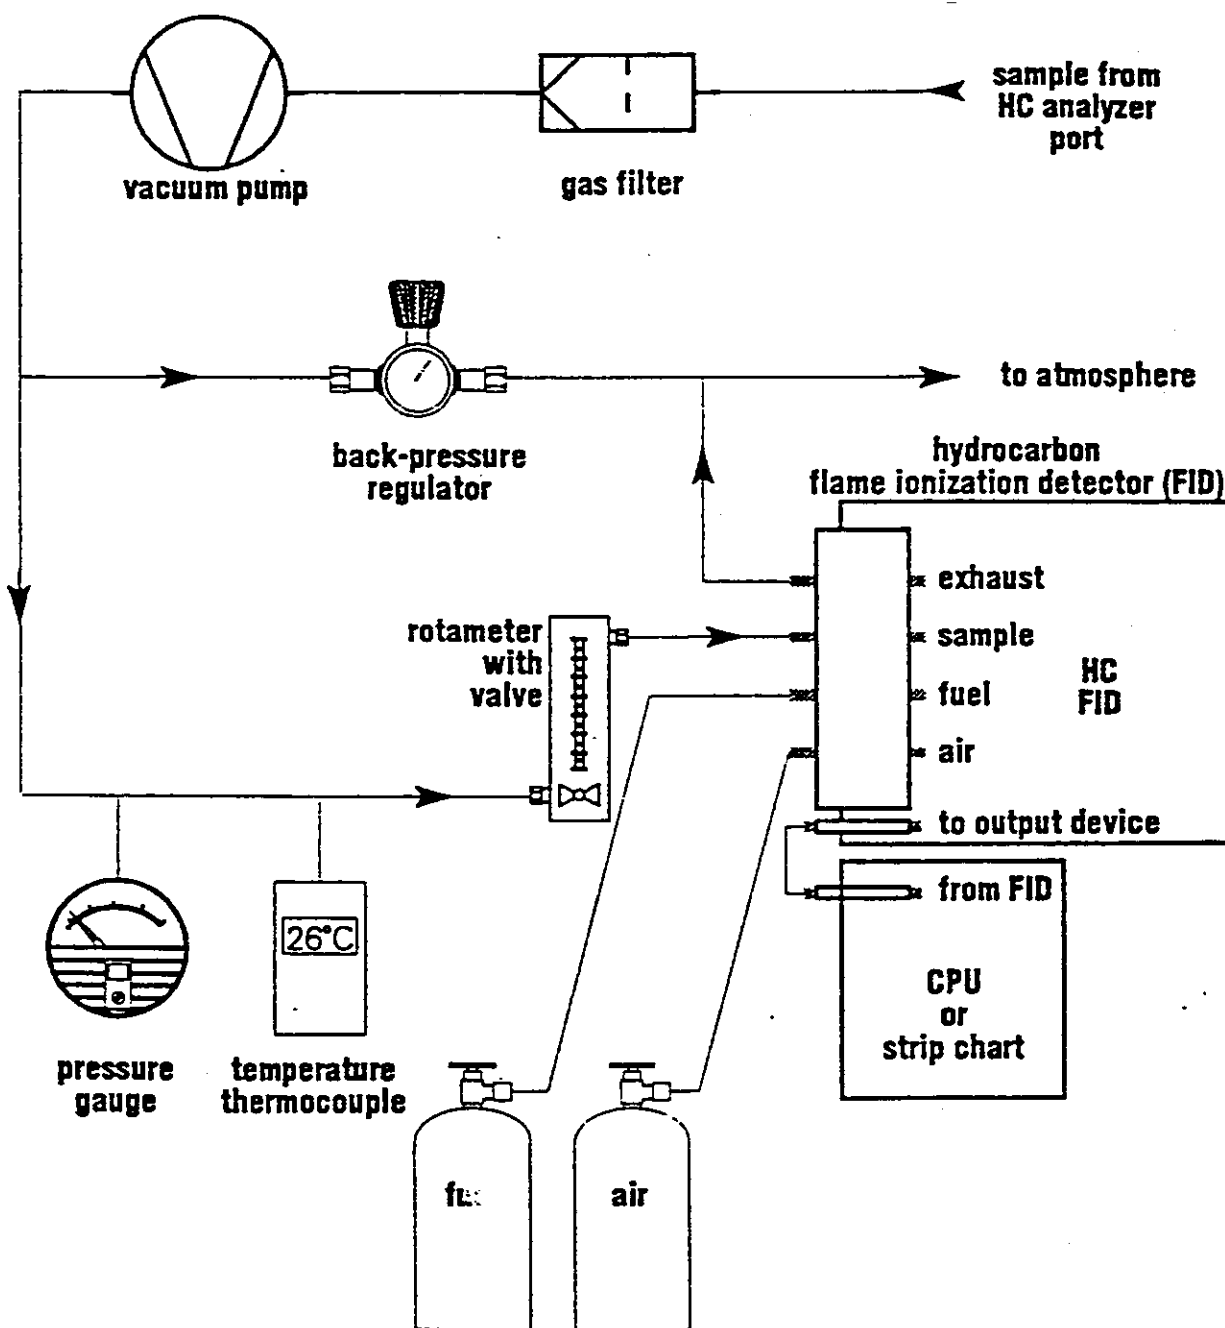 sample from
HC analyzer
port
vacuum pump
gas filter
to atmosphere
back-pressure
regulator
hydrocarbon
flame ionization detector (FID)
exhaust
rotameter
with
valve
sample
HC
FID
fuel
air
to output device
from FID
26°C
CPU
or
strip chart
pressure
gauge
temperature
thermocouple
air